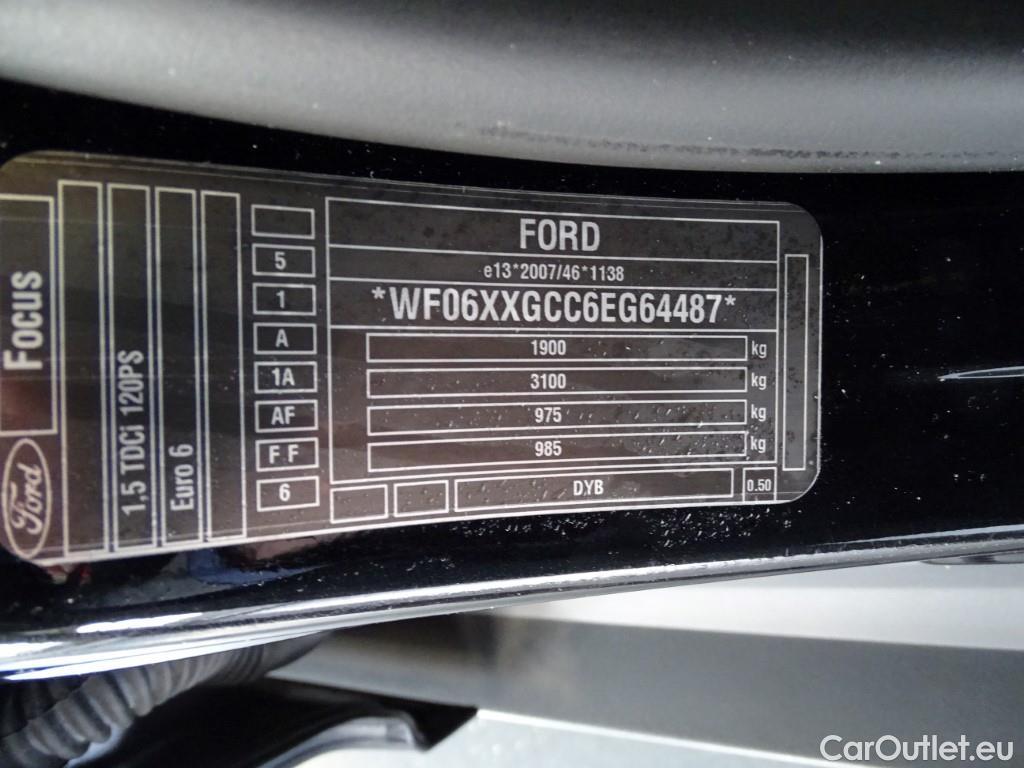 FORD
e13*2007/46*1138
*WF06XXGCC6EG64487*
1900 kg
3100 kg
975 kg
985 kg
DYB 0.50
5
1
A
1A
AF
F F
6
Euro 6
1,5 TDCi 120PS
Focus
Ford
CarOutlet.eu